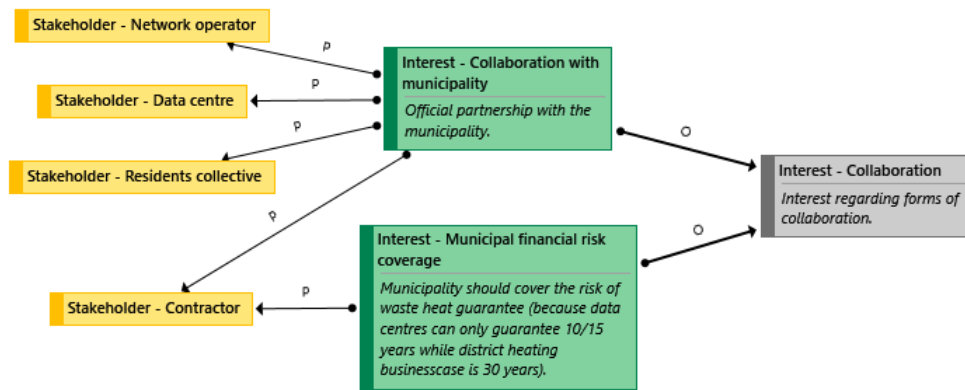 Stakeholder - Network operator
P
Interest - Collaboration with
municipality
Official partnership with the
municipality.
P
Stakeholder - Data centre
P
Stakeholder - Residents collective
O
Interest - Collaboration
Interest regarding forms of
collaboration.
P
Interest - Municipal financial risk
coverage
Municipality should cover the risk of
waste heat guarantee (because data
centres can only guarantee 10/15
years while district heating
businesscase is 30 years).
O
P
Stakeholder - Contractor